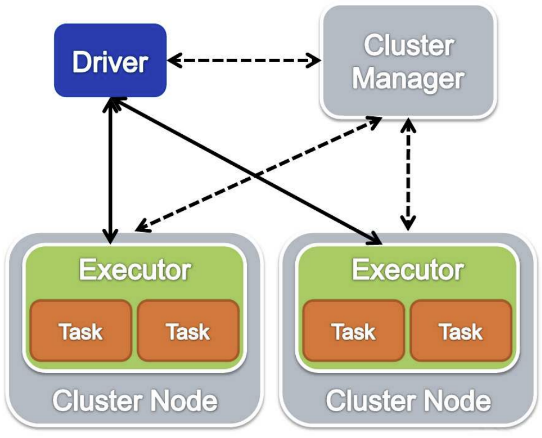 Driver
Cluster
Manager
Executor
Task Task
Cluster Node
Executor
Task Task
Cluster Node